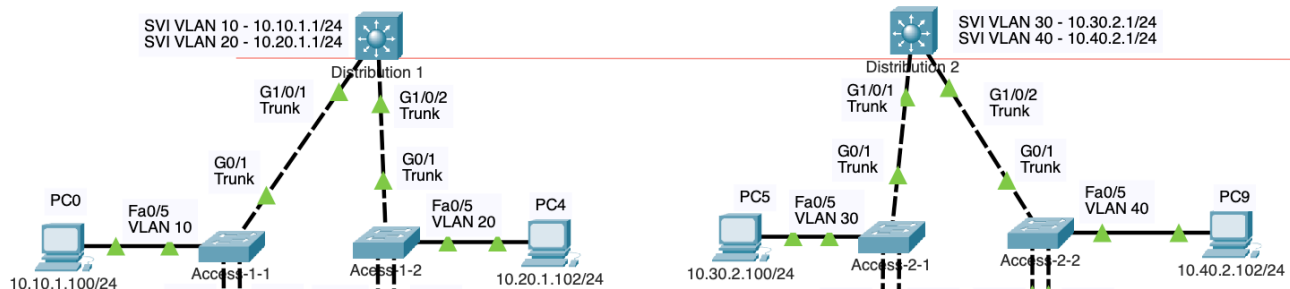 SVI VLAN 10 - 10.10.1.1/24
SVI VLAN 20 - 10.20.1.1/24
Distribution 1
G1/0/1
Trunk
G1/0/2
Trunk
G0/1
Trunk
G0/1
Trunk
PC0
Fa0/5
VLAN 10
10.10.1.100/24
Access-1-1
Fa0/5
VLAN 20
PC4
Access-1-2
10.20.1.102/24
SVI VLAN 30 - 10.30.2.1/24
SVI VLAN 40 - 10.40.2.1/24
Distribution 2
G1/0/1
Trunk
G1/0/2
Trunk
G0/1
Trunk
G0/1
Trunk
PC5
Fa0/5
VLAN 30
10.30.2.100/24
Access-2-1
Fa0/5
VLAN 40
PC9
Access-2-2
10.40.2.102/24